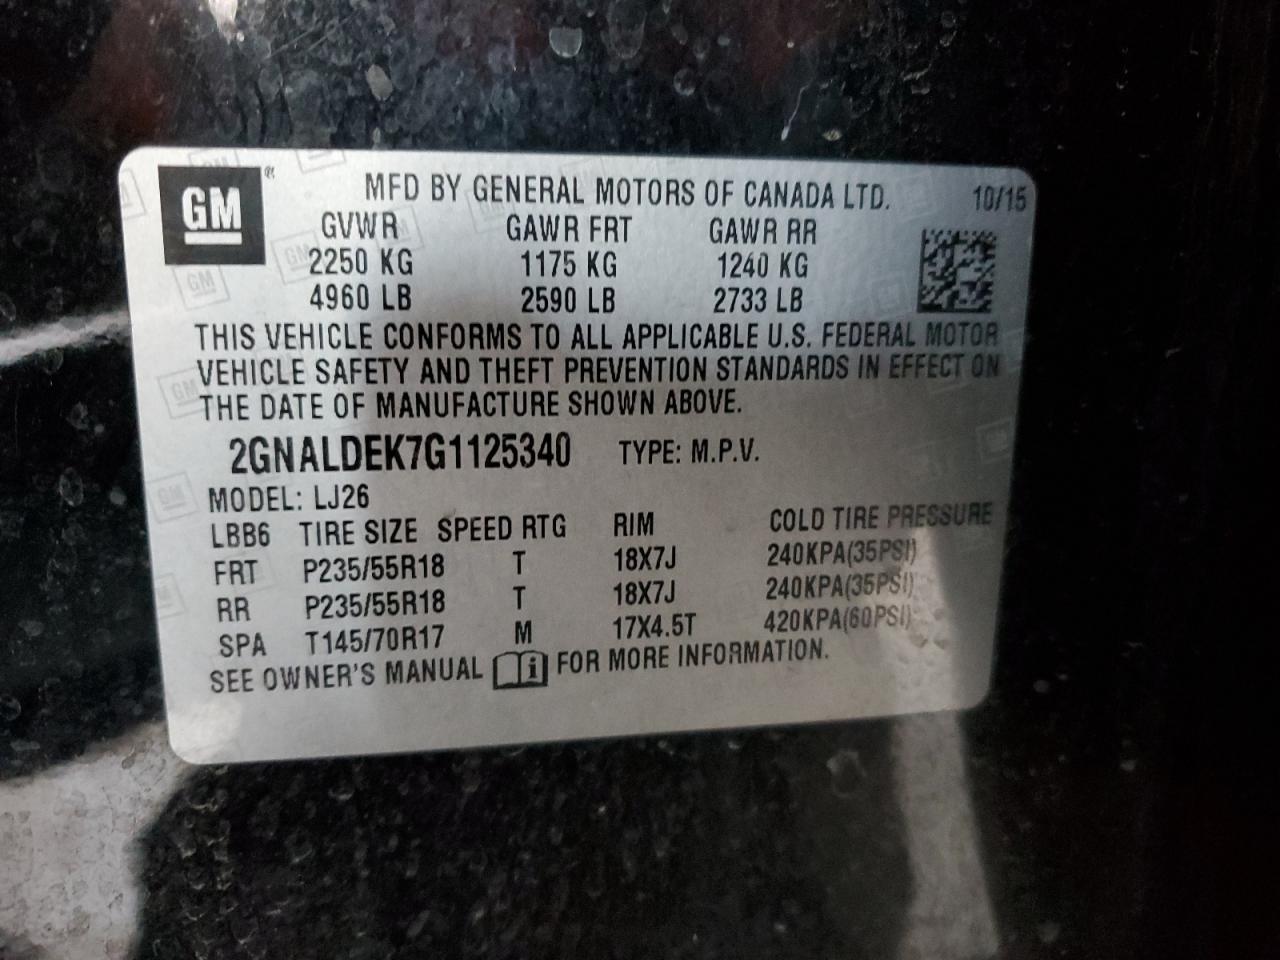 GM® MFD BY GENERAL MOTORS OF CANADA LTD. 10/15
GVWR GAWR FRT GAWR RR
2250 KG 1175 KG 1240 KG
4960 LB 2590 LB 2733 LB
THIS VEHICLE CONFORMS TO ALL APPLICABLE U.S. FEDERAL MOTOR
VEHICLE SAFETY AND THEFT PREVENTION STANDARDS IN EFFECT ON
THE DATE OF MANUFACTURE SHOWN ABOVE.
2GNALDEK7G1125340 TYPE: M.P.V.
MODEL: LJ26
LBB6 TIRE SIZE SPEED RTG RIM COLD TIRE PRESSURE
FRT P235/55R18 T 18X7J 240KPA(35PSI)
RR P235/55R18 T 18X7J 240KPA(35PSI)
SPA T145/70R17 M 17X4.5T 420KPA(60PSI)
SEE OWNER'S MANUAL i FOR MORE INFORMATION.